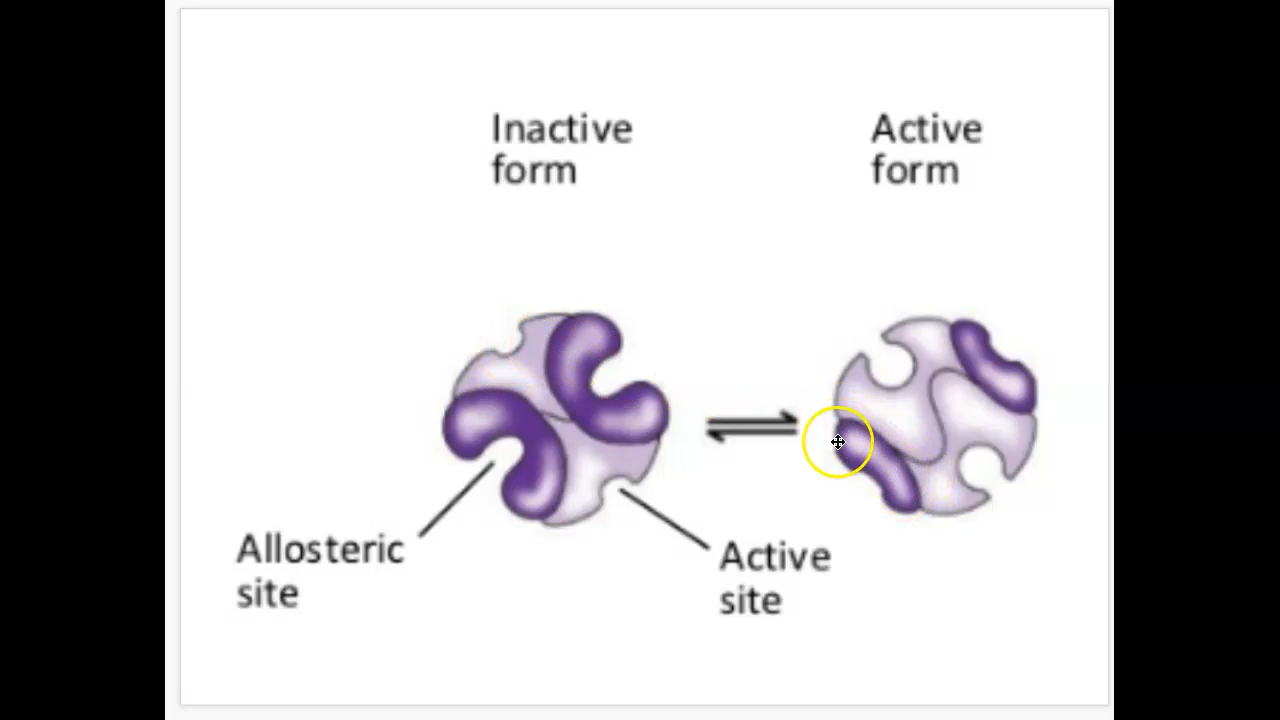 Inactive
form
Active
form
Allosteric
site
Active
site